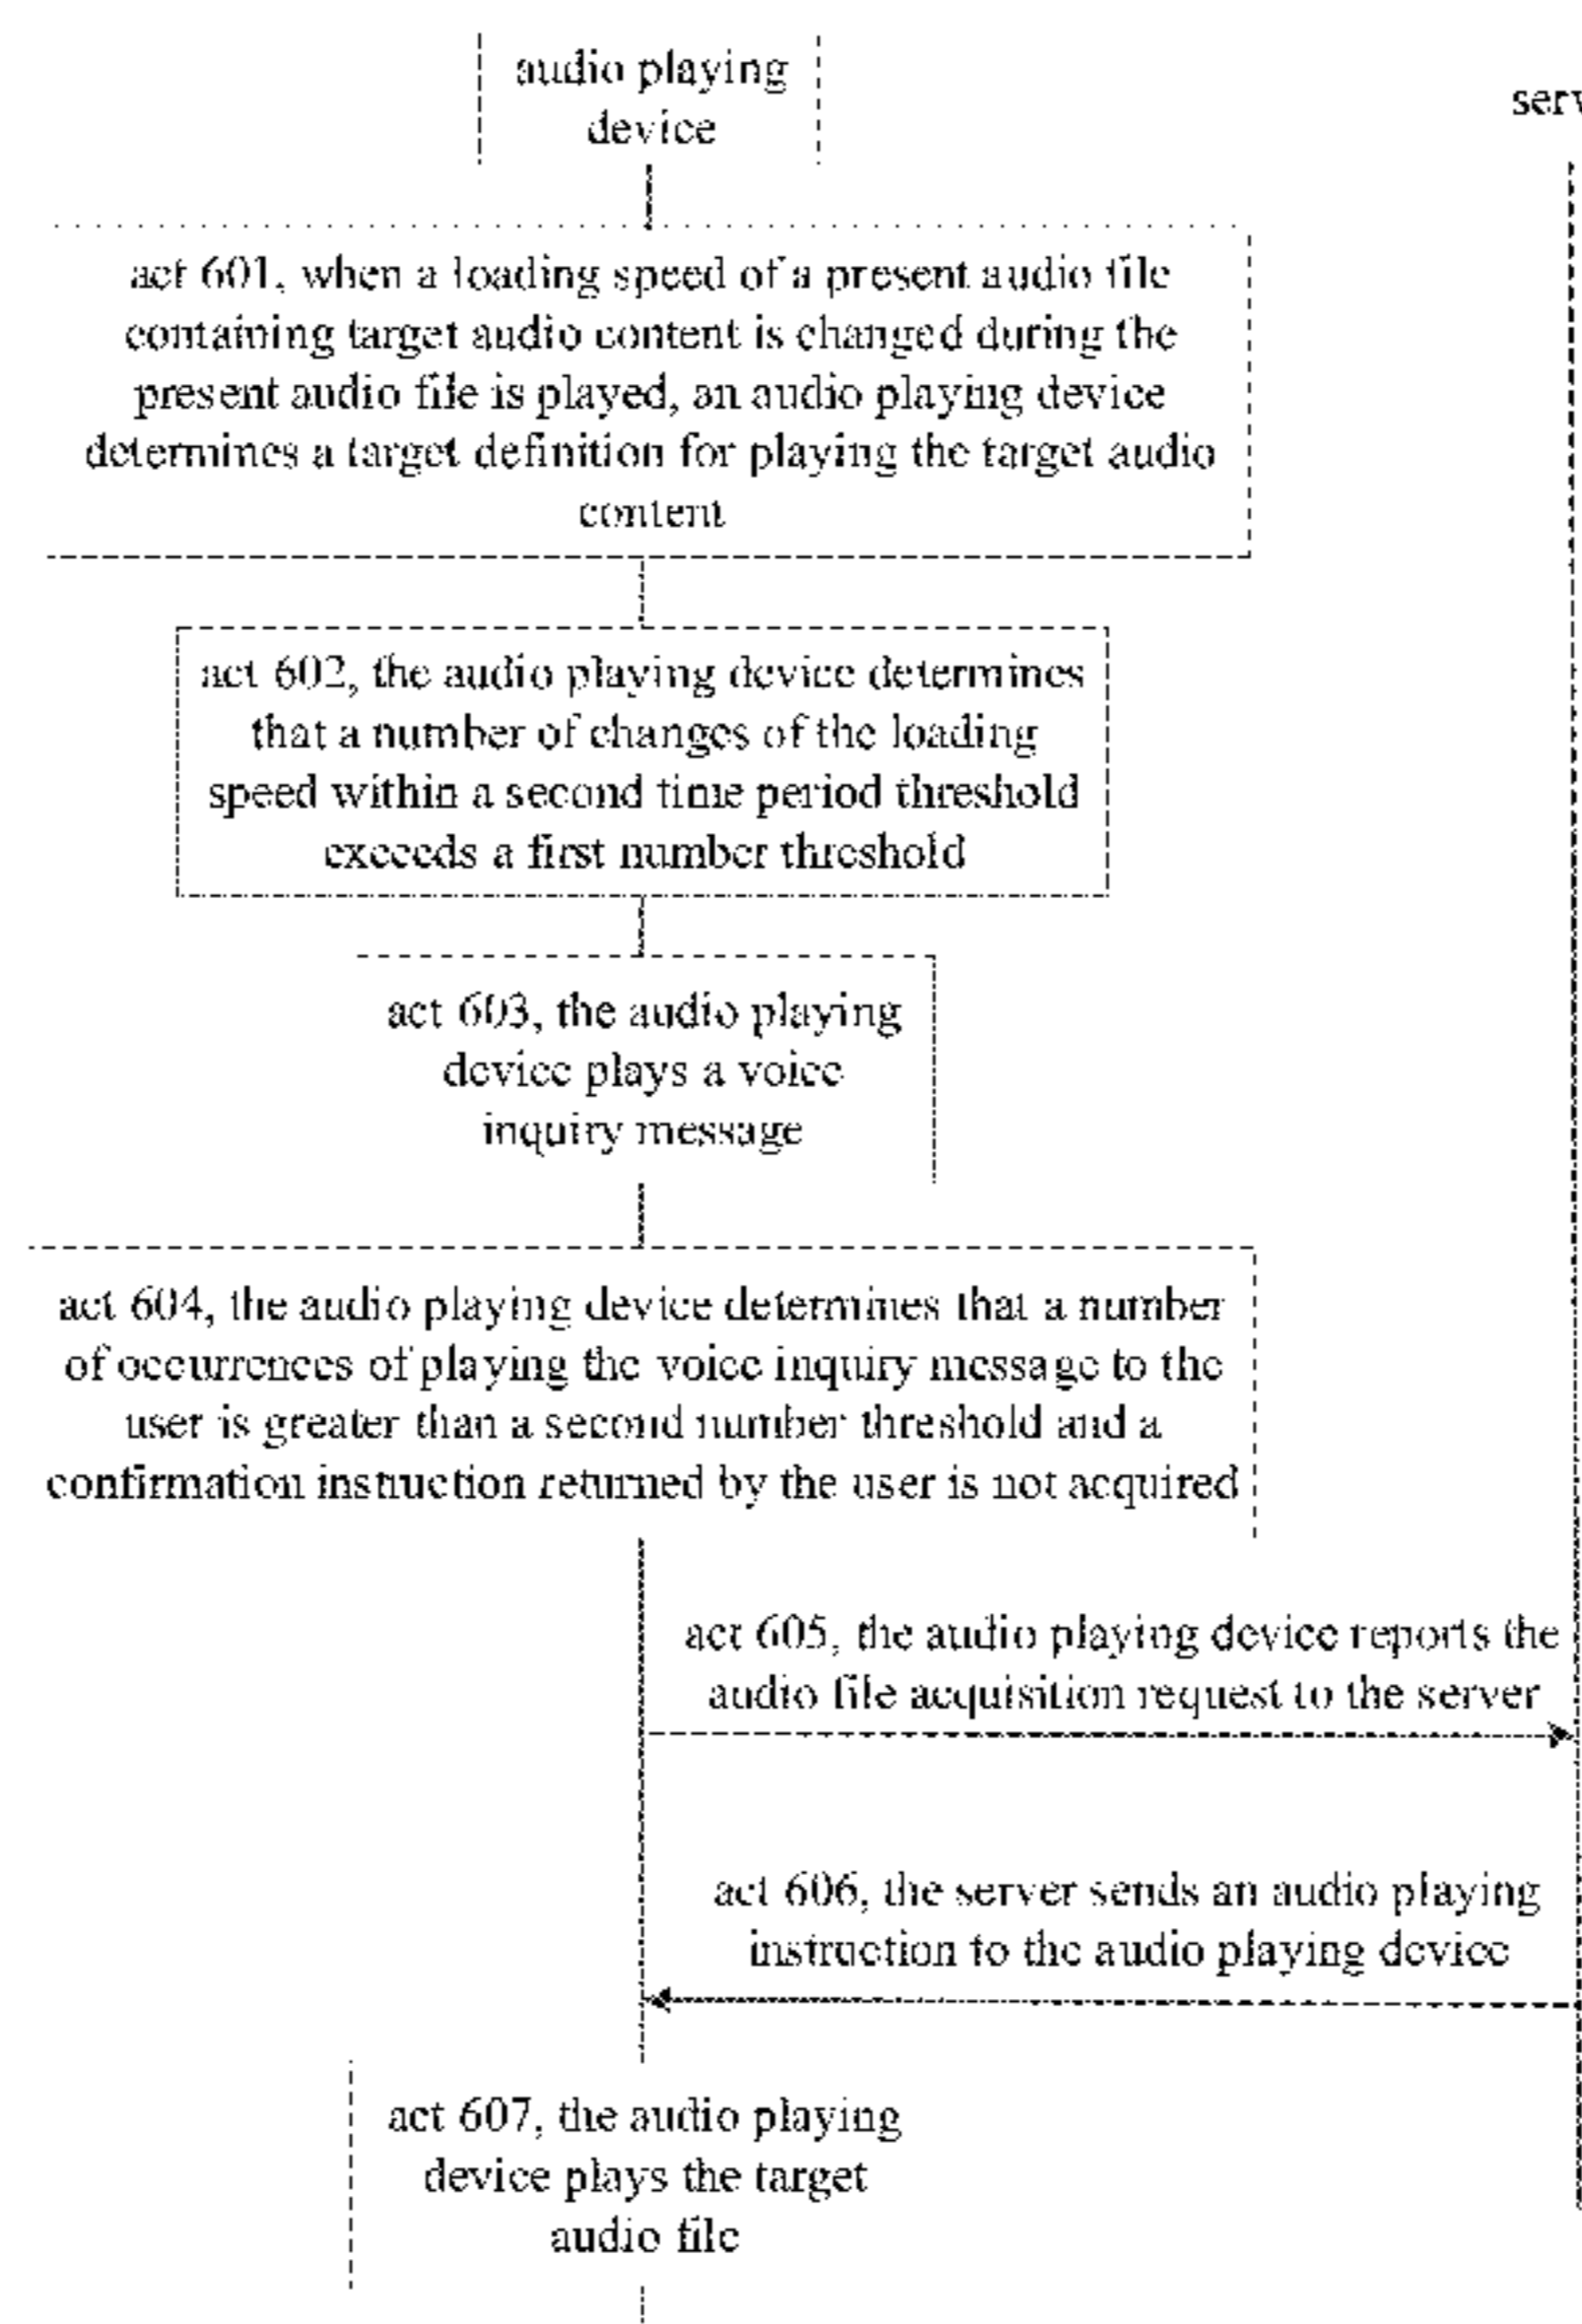 audio playing
device
serv
act 601, when a loading speed of a present audio file
containing target audio content is changed during the
present audio file is played, an audio playing device
determines a target definition for playing the target audio
content
act 602, the audio playing device determines
that a number of changes of the loading
speed within a second time period threshold
exceeds a first number threshold
act 603, the audio playing
device plays a voice
inquiry message
act 604, the audio playing device determines that a number
of occurrences of playing the voice inquiry message to the
user is greater than a second number threshold and a
confirmation instruction returned by the user is not acquired
act 605, the audio playing device reports the
audio file acquisition request to the server
act 606, the server sends an audio playing
instruction to the audio playing device
act 607, the audio playing
device plays the target
audio file